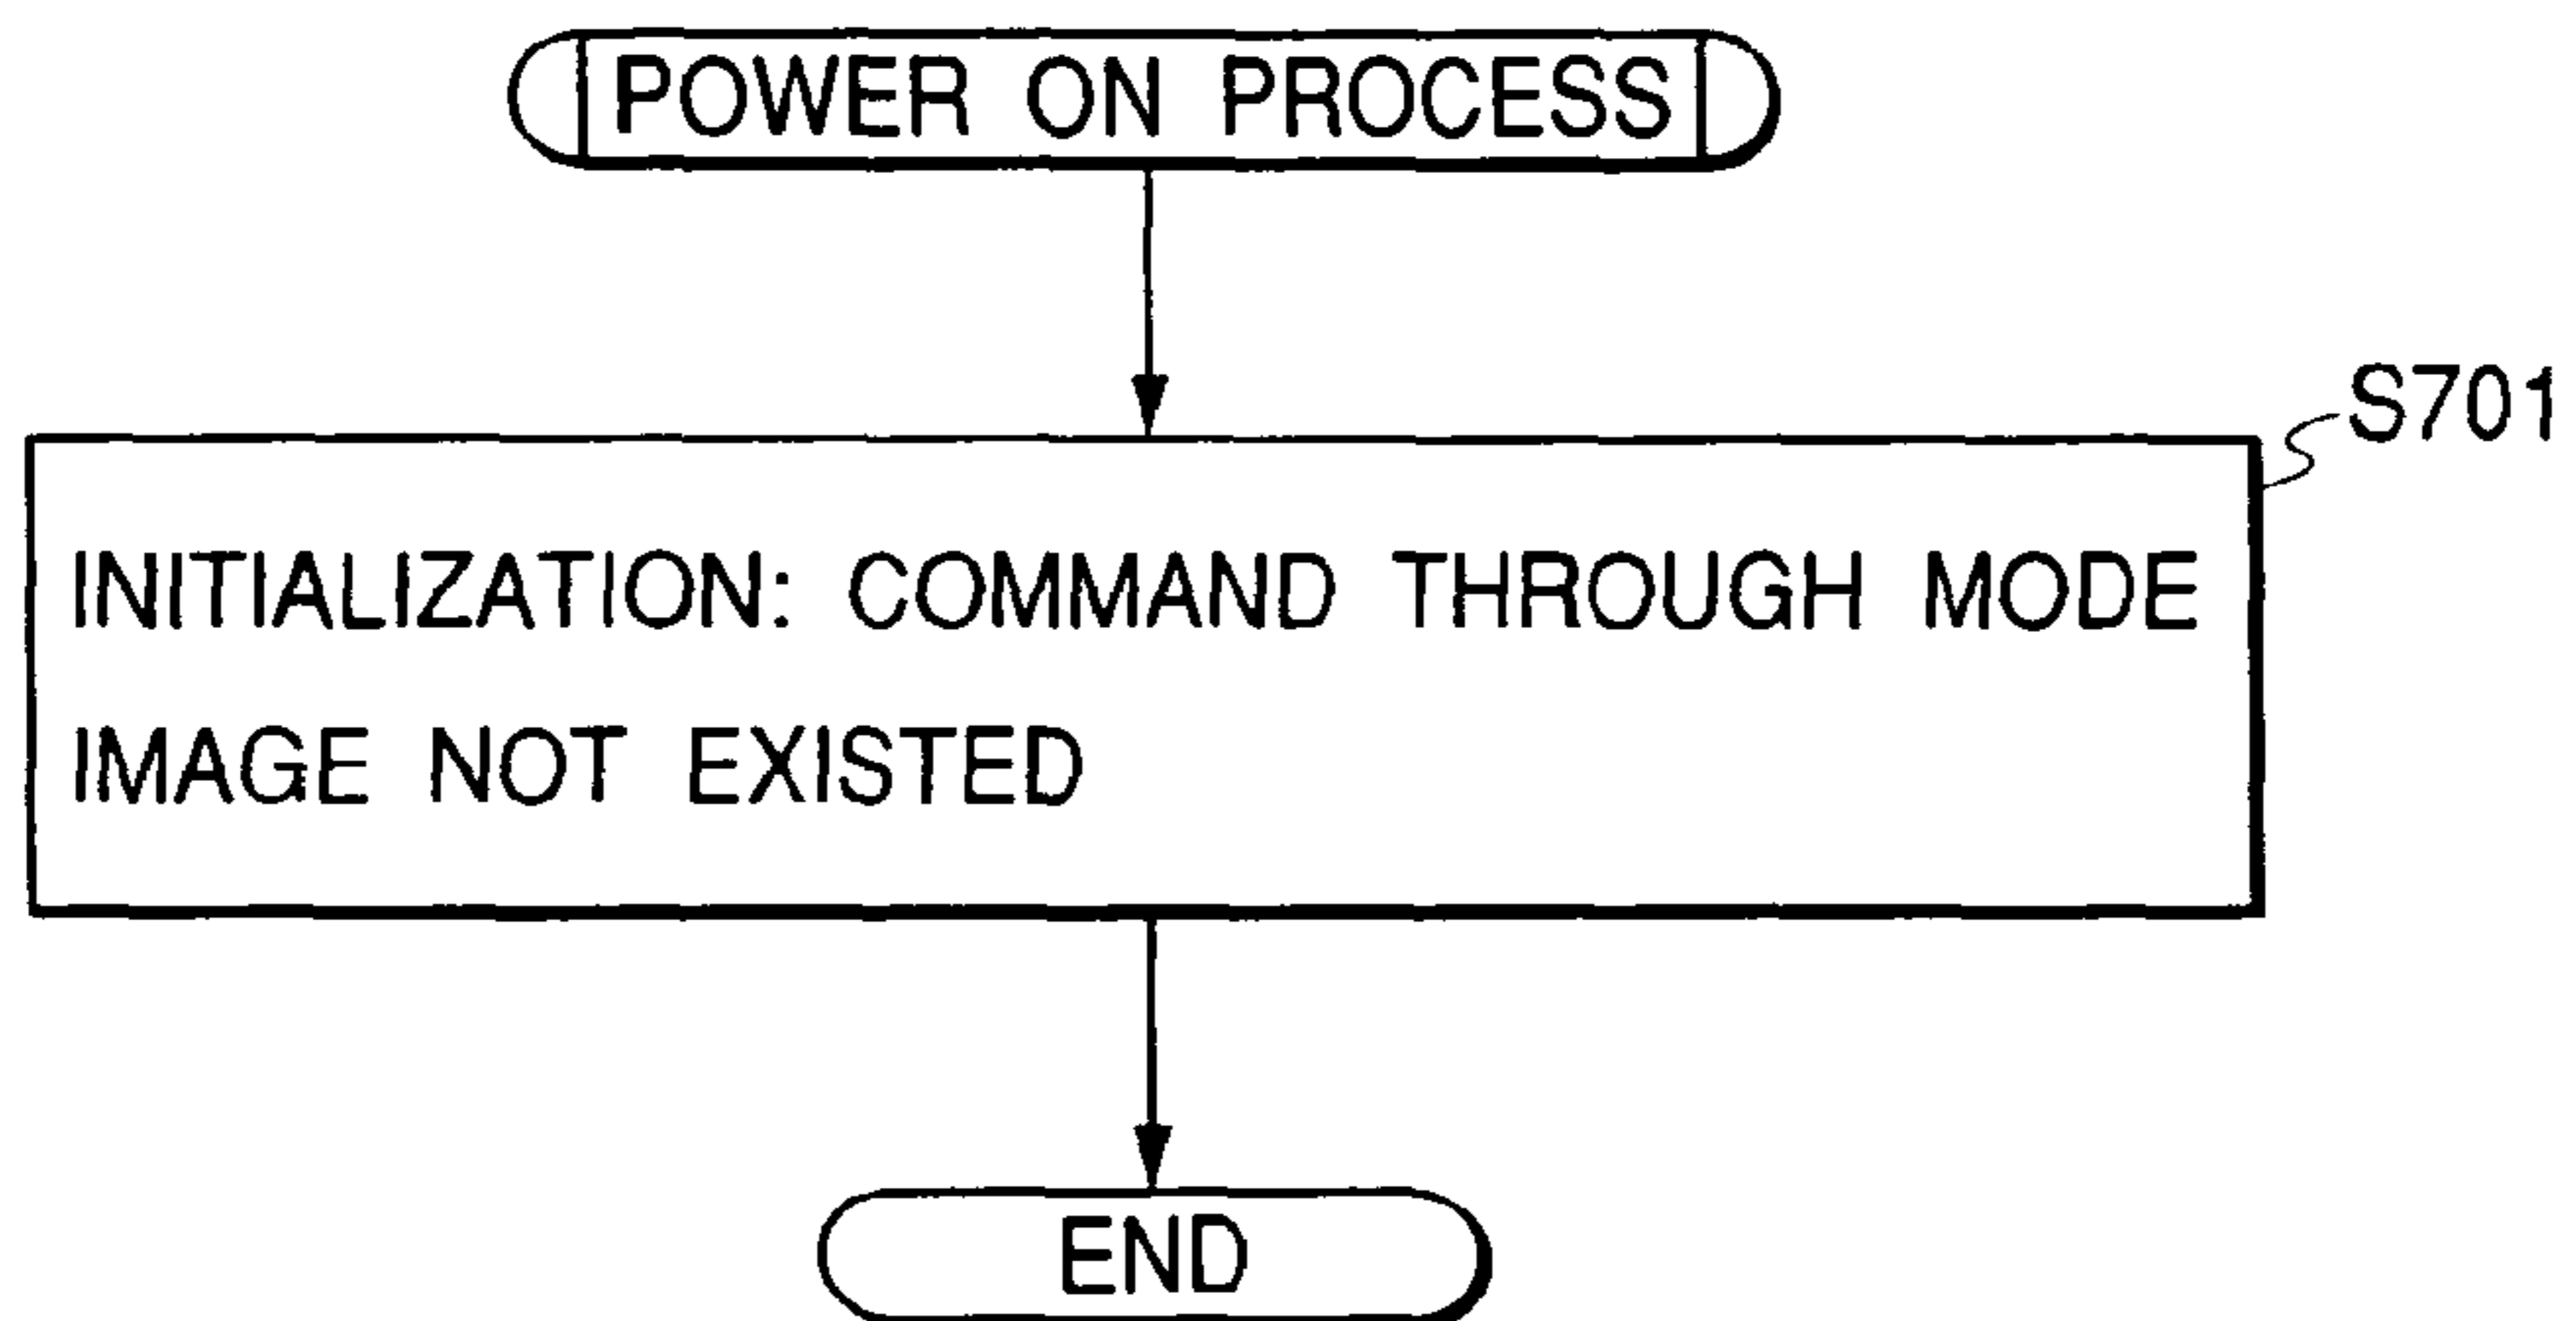 POWER ON PROCESS
S701
INITIALIZATION: COMMAND THROUGH MODE
IMAGE NOT EXISTED
END